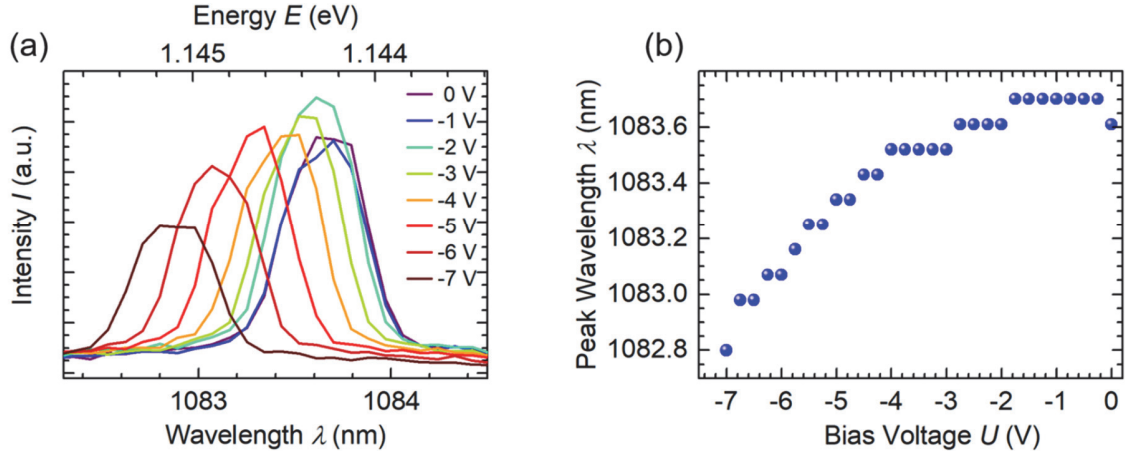 (a)
Energy E (eV)
1.145 1.144
Intensity I (a.u.)
0 V
-1 V
-2 V
-3 V
-4 V
-5 V
-6 V
-7 V
1083 1084
Wavelength λ (nm)
(b)
Peak Wavelength λ (nm)
1083.6
1083.4
1083.2
1083.0
1082.8
-7 -6 -5 -4 -3 -2 -1 0
Bias Voltage U (V)